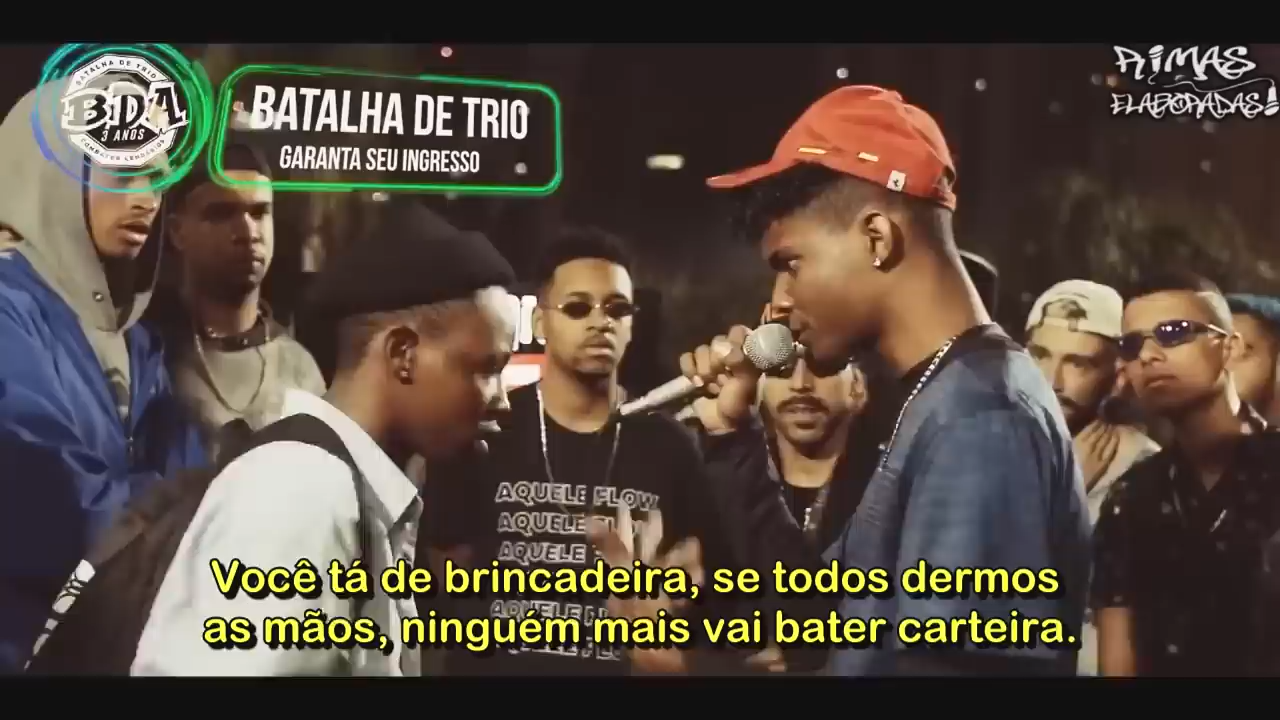 BATALHA DE TRIO
BDA
3 ANOS
BATALHA DE TRIO
GARANTA SEU INGRESSO
RIMAS
ELABORADAS!
AQUELE FLOW
AQUELE
AQUELE
Você tá de brincadeira, se todos dermos
as mãos, ninguém mais vai bater carteira.